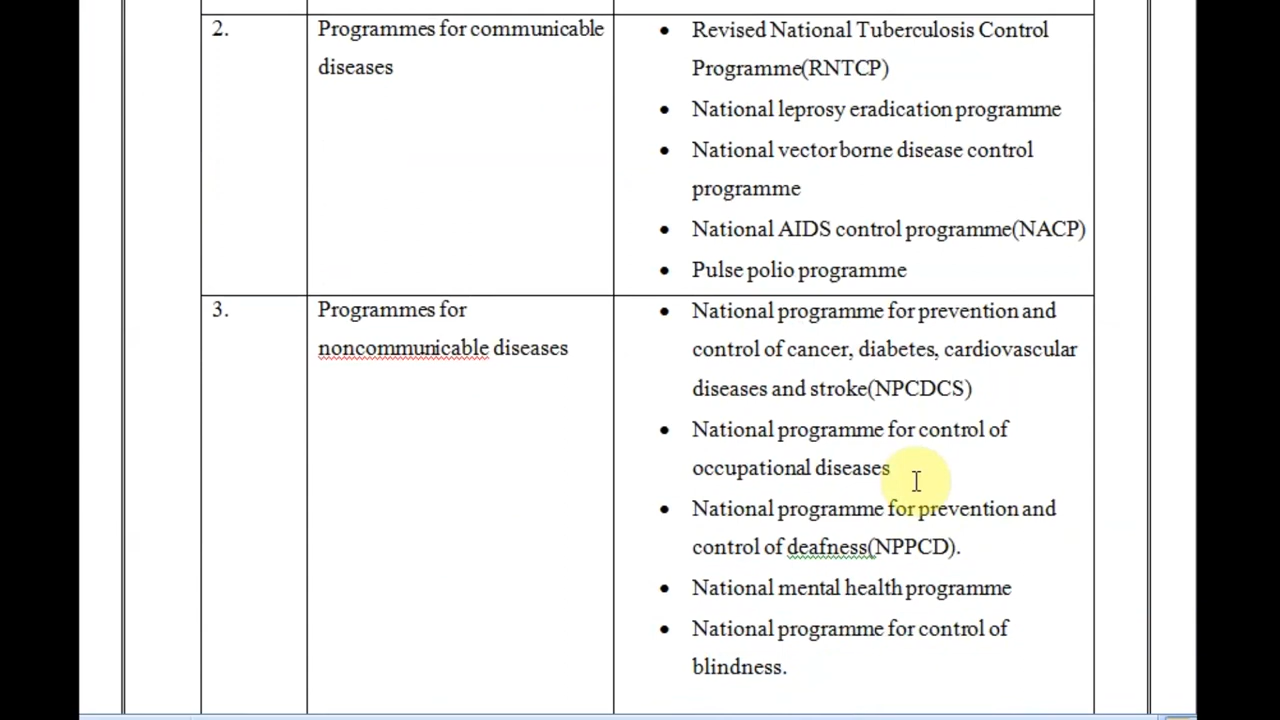 2.
Programmes for communicable
diseases
• Revised National Tuberculosis Control
Programme(RNTCP)
• National leprosy eradication programme
• National vector borne disease control
programme
• National AIDS control programme(NACP)
• Pulse polio programme
3.
Programmes for
noncommunicable diseases
• National programme for prevention and
control of cancer, diabetes, cardiovascular
diseases and stroke(NPCDCS)
• National programme for control of
occupational diseases
• National programme for prevention and
control of deafness(NPPCD).
• National mental health programme
• National programme for control of
blindness.